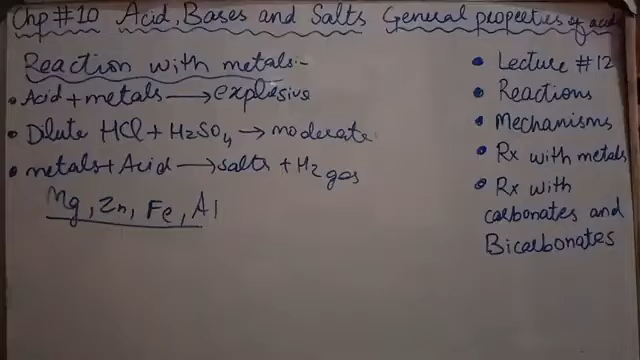 Chp #10 Acid, Bases and Salts General properties of acids
Reaction with metals:-
• Acid + metals → explosive
• Dilute HCl + H2SO4 → moderate
• metals + Acid → salts + H2 gas
Mg, Zn, Fe, Al
• Lecture #12
• Reactions
• Mechanisms
• Rx with metals
• Rx with
carbonates and
Bicarbonates